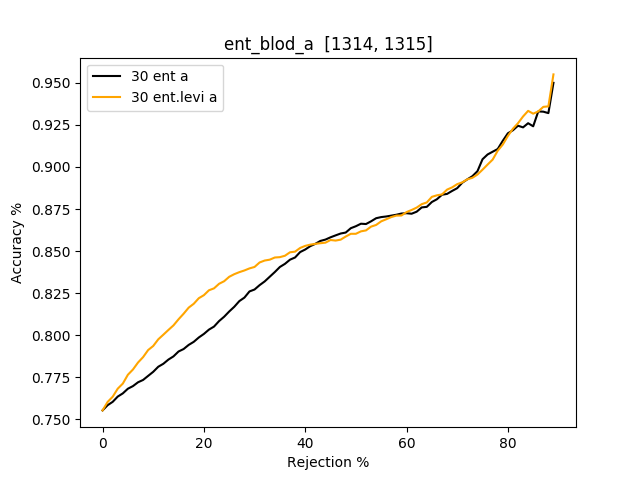 ent_blod_a  [1314, 1315]
30 ent a
30 ent.levi a
0.950
0.925
0.900
0.875
0.850
0.825
0.800
0.775
0.750
Accuracy %
0 20 40 60 80
Rejection %